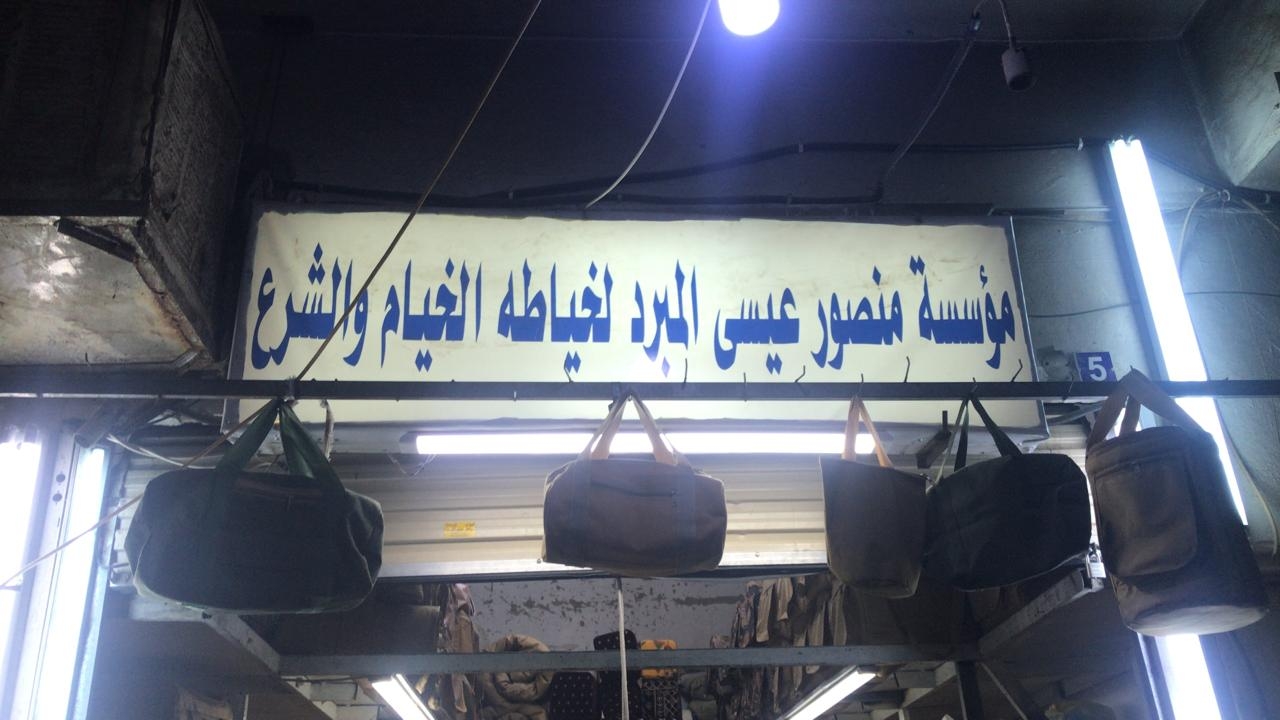 مؤسسة منصور عيسى المبرد لخياطه الخيام والشرع
5